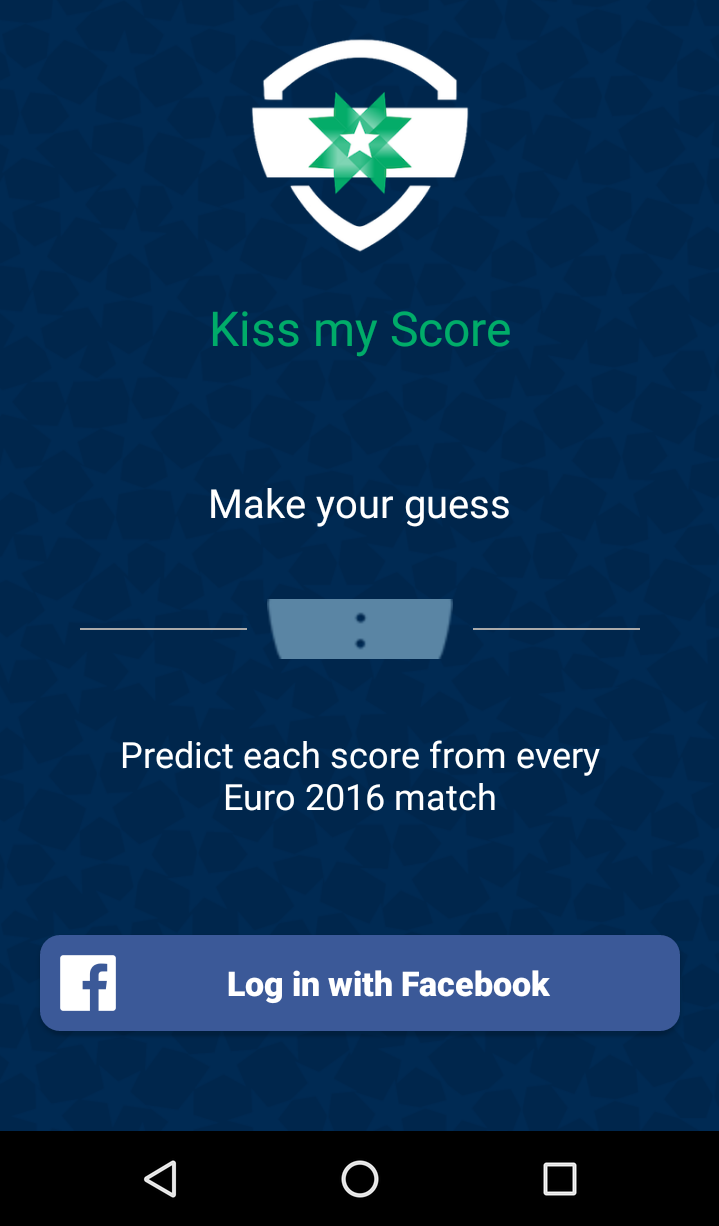 Kiss my Score
Make your guess
:
Predict each score from every
Euro 2016 match
Log in with Facebook